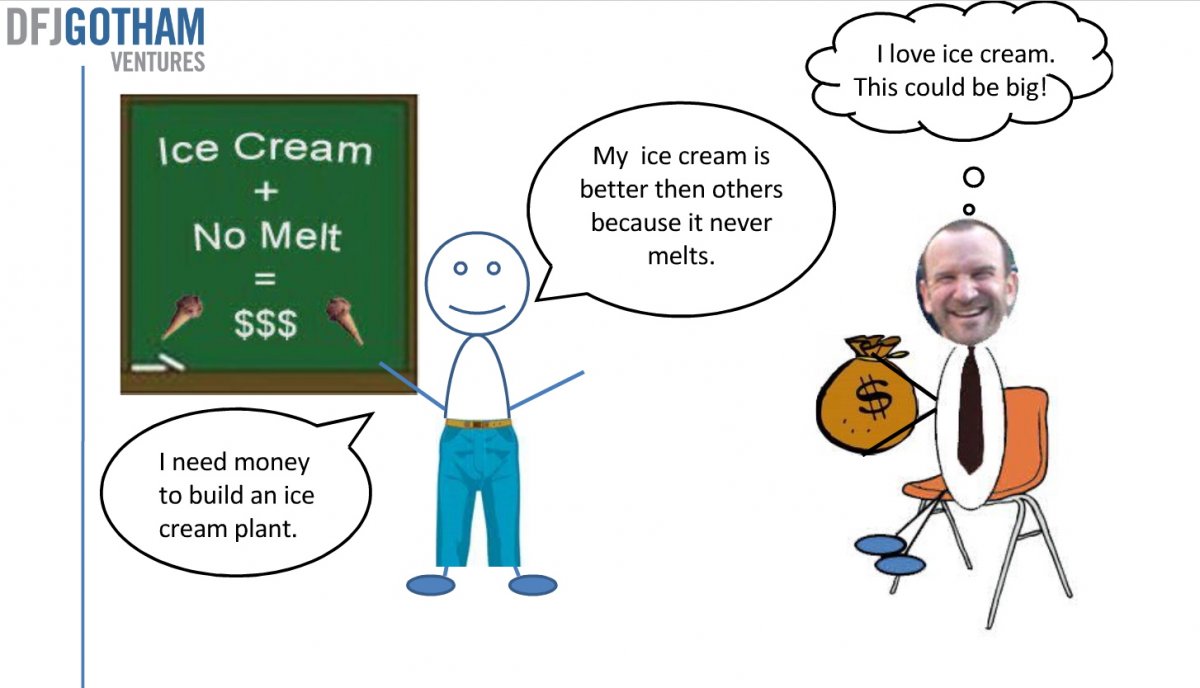 DFJGOTHAM
VENTURES
I love ice cream.
This could be big!
Ice Cream
+
No Melt
=
$$$
My ice cream is
better then others
because it never
melts.
I need money
to build an ice
cream plant.
$